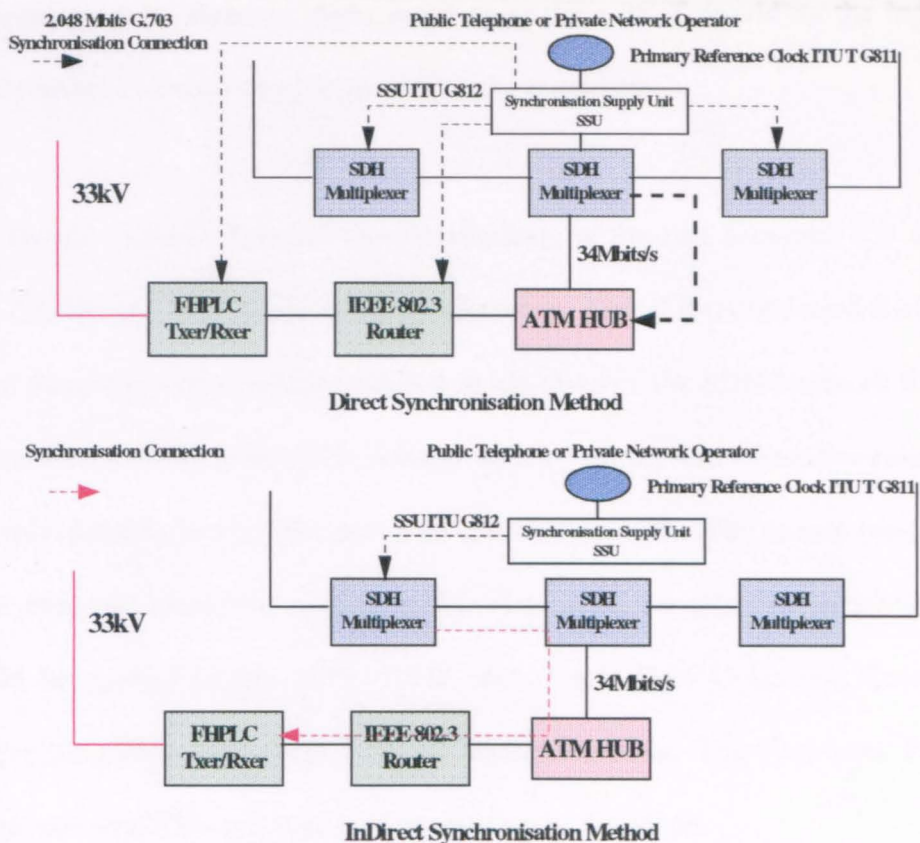 2.048 Mbits G.703
Synchronisation Connection
Public Telephone or Private Network Operator
Primary Reference Clock ITU T G811
SSU ITU G812
Synchronisation Supply Unit
SSU
SDH
Multiplexer
SDH
Multiplexer
SDH
Multiplexer
33kV
34Mbits/s
FHPLC
Txer/Rxer
IEEE 802.3
Router
ATM HUB
Direct Synchronisation Method
Synchronisation Connection
Public Telephone or Private Network Operator
Primary Reference Clock ITU T G811
SSU ITU G812
Synchronisation Supply Unit
SSU
SDH
Multiplexer
SDH
Multiplexer
SDH
Multiplexer
33kV
34Mbits/s
FHPLC
Txer/Rxer
IEEE 802.3
Router
ATM HUB
InDirect Synchronisation Method